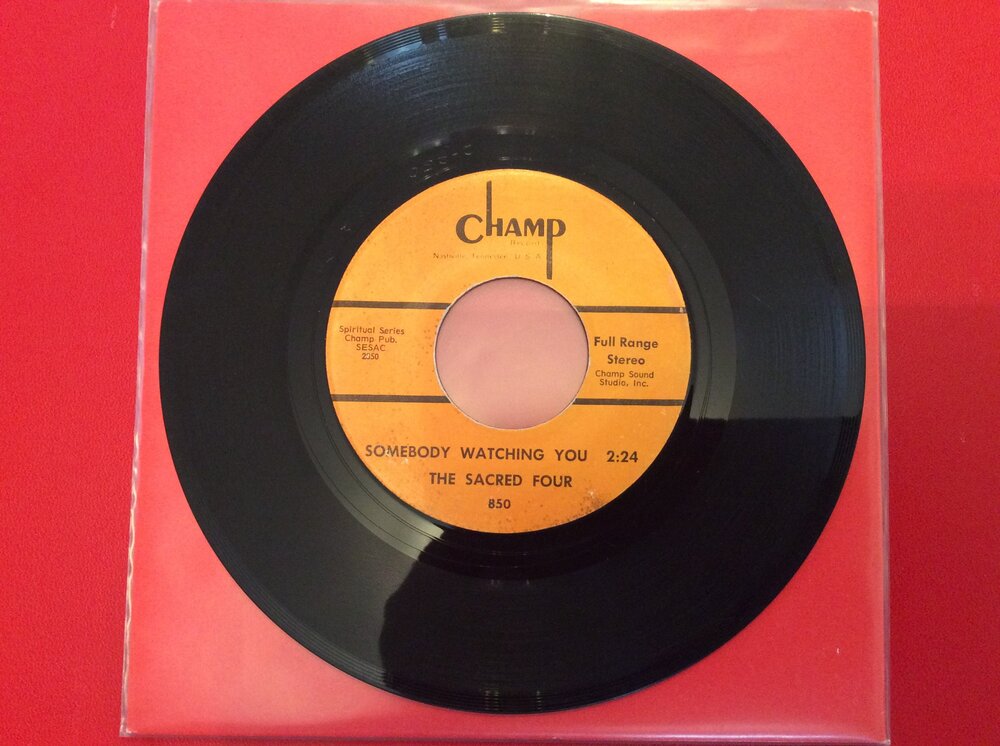 CHAMP
Record
Nashville, Tennessee, U S A
Spiritual Series
Champ Pub.
SESAC
2350
Full Range
Stereo
Champ Sound
Studio, Inc.
SOMEBODY WATCHING YOU 2:24
THE SACRED FOUR
850